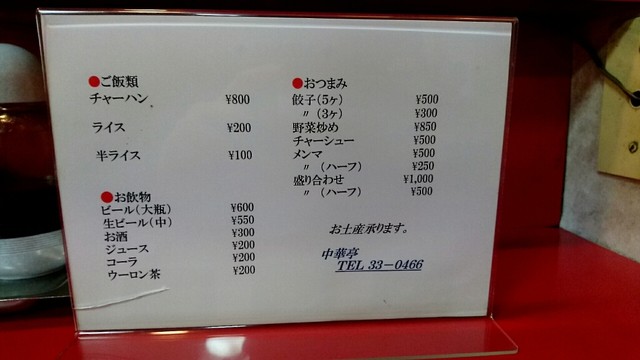 ●ご飯類
チャーハン ¥800
ライス ¥200
半ライス ¥100
●お飲物
ビール(大瓶) ¥600
生ビール(中) ¥550
お酒 ¥300
ジュース ¥200
コーラ ¥200
ウーロン茶 ¥200
●おつまみ
餃子(5ヶ) ¥500
〃(3ヶ) ¥300
野菜炒め ¥850
チャーシュー ¥500
メンマ ¥500
〃(ハーフ) ¥250
盛り合わせ ¥1,000
〃(ハーフ) ¥500
お土産承ります。
中華亭
TEL 33-0466